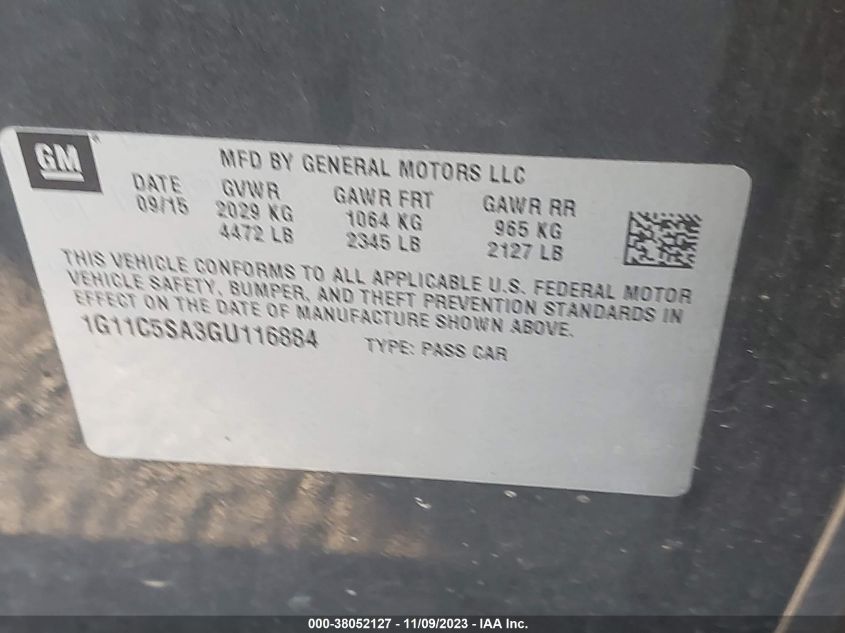 GM
MFD BY GENERAL MOTORS LLC
DATE GVWR GAWR FRT GAWR RR
09/15 2029 KG 1064 KG 965 KG
4472 LB 2345 LB 2127 LB
THIS VEHICLE CONFORMS TO ALL APPLICABLE U.S. FEDERAL MOTOR
VEHICLE SAFETY, BUMPER, AND THEFT PREVENTION STANDARDS IN
EFFECT ON THE DATE OF MANUFACTURE SHOWN ABOVE.
1G11C5SA3GU116884 TYPE: PASS CAR
000-38052127 - 11/09/2023 - IAA Inc.